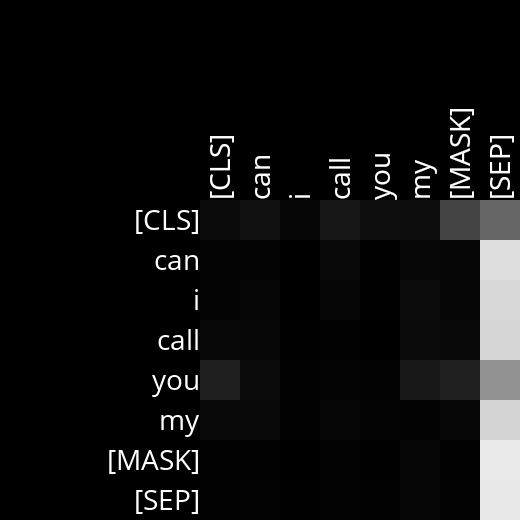 [CLS] can i call you my [MASK] [SEP]
[CLS]
can
i
call
you
my
[MASK]
[SEP]